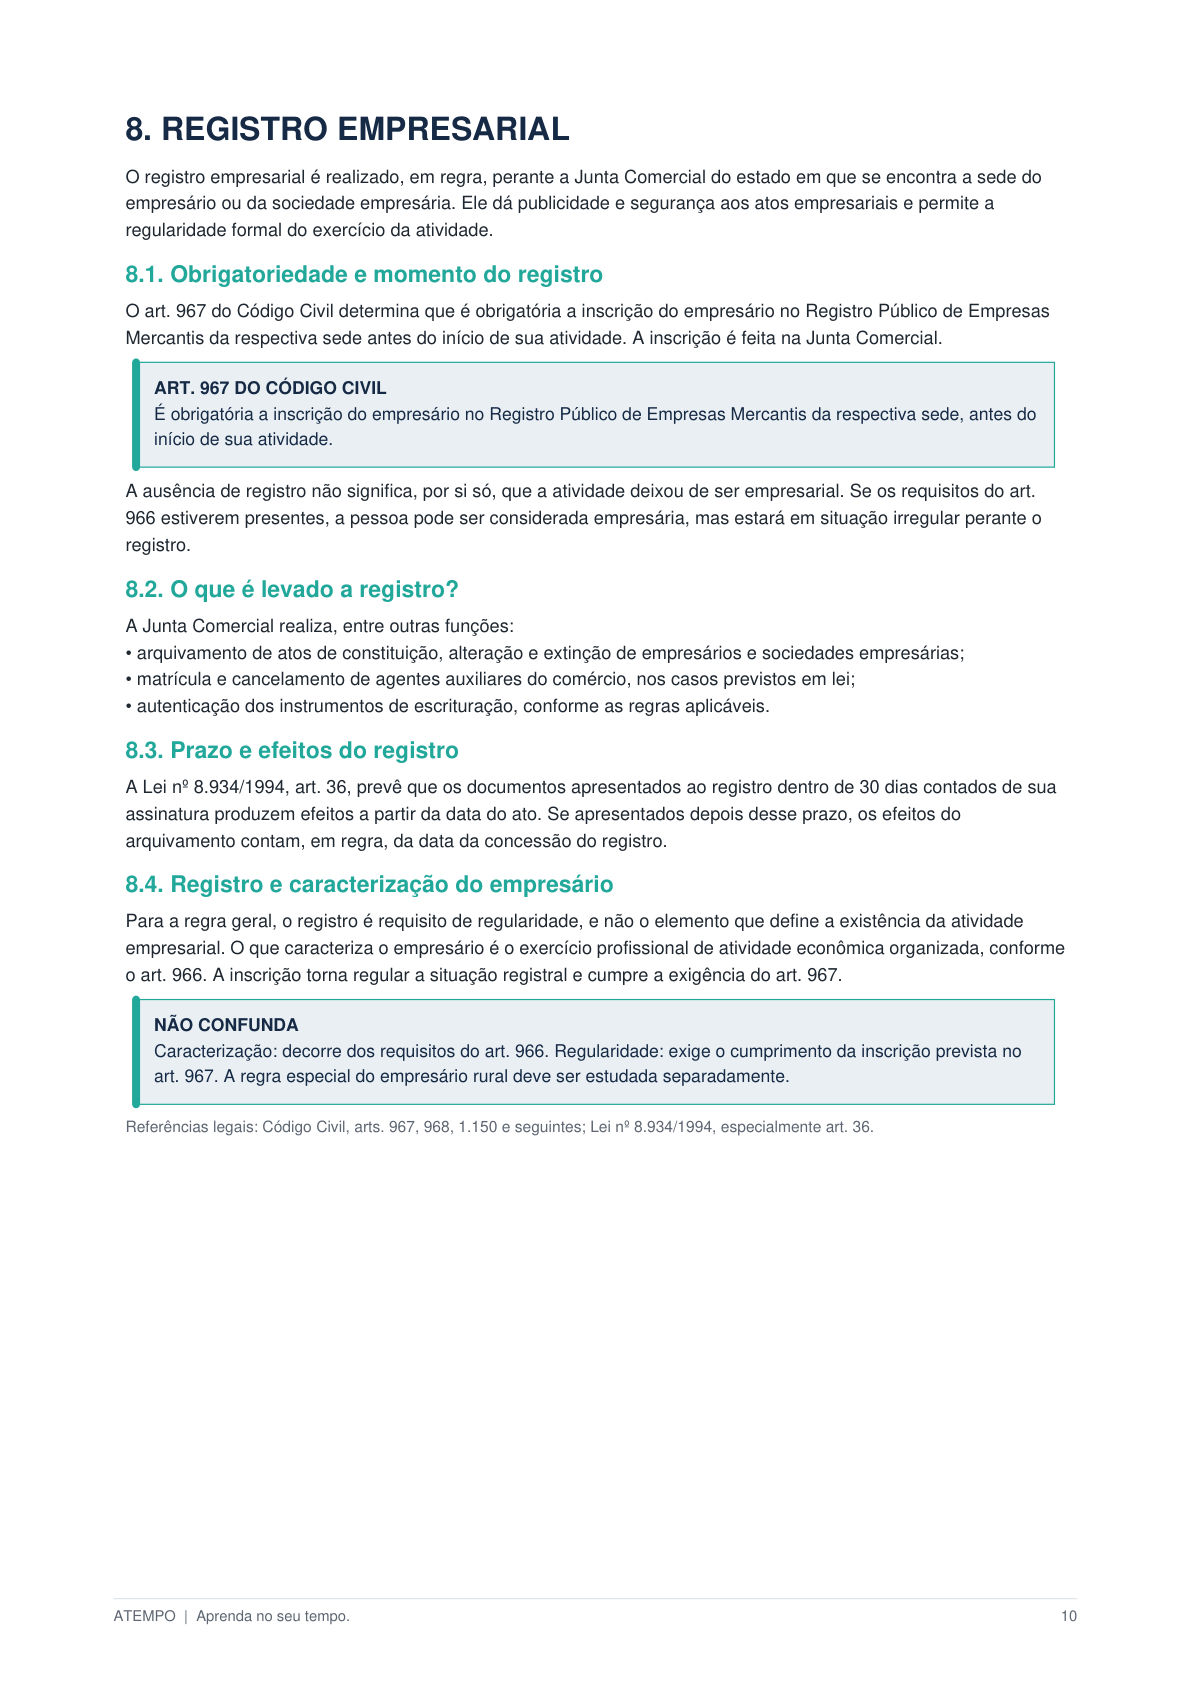 8. REGISTRO EMPRESARIAL
O registro empresarial é realizado, em regra, perante a Junta Comercial do estado em que se encontra a sede do
empresário ou da sociedade empresária. Ele dá publicidade e segurança aos atos empresariais e permite a
regularidade formal do exercício da atividade.
8.1. Obrigatoriedade e momento do registro
O art. 967 do Código Civil determina que é obrigatória a inscrição do empresário no Registro Público de Empresas
Mercantis da respectiva sede antes do início de sua atividade. A inscrição é feita na Junta Comercial.
ART. 967 DO CÓDIGO CIVIL
É obrigatória a inscrição do empresário no Registro Público de Empresas Mercantis da respectiva sede, antes do
início de sua atividade.
A ausência de registro não significa, por si só, que a atividade deixou de ser empresarial. Se os requisitos do art.
966 estiverem presentes, a pessoa pode ser considerada empresária, mas estará em situação irregular perante o
registro.
8.2. O que é levado a registro?
A Junta Comercial realiza, entre outras funções:
• arquivamento de atos de constituição, alteração e extinção de empresários e sociedades empresárias;
• matrícula e cancelamento de agentes auxiliares do comércio, nos casos previstos em lei;
• autenticação dos instrumentos de escrituração, conforme as regras aplicáveis.
8.3. Prazo e efeitos do registro
A Lei nº 8.934/1994, art. 36, prevê que os documentos apresentados ao registro dentro de 30 dias contados de sua
assinatura produzem efeitos a partir da data do ato. Se apresentados depois desse prazo, os efeitos do
arquivamento contam, em regra, da data da concessão do registro.
8.4. Registro e caracterização do empresário
Para a regra geral, o registro é requisito de regularidade, e não o elemento que define a existência da atividade
empresarial. O que caracteriza o empresário é o exercício profissional de atividade econômica organizada, conforme
o art. 966. A inscrição torna regular a situação registral e cumpre a exigência do art. 967.
NÃO CONFUNDA
Caracterização: decorre dos requisitos do art. 966. Regularidade: exige o cumprimento da inscrição prevista no
art. 967. A regra especial do empresário rural deve ser estudada separadamente.
Referências legais: Código Civil, arts. 967, 968, 1.150 e seguintes; Lei nº 8.934/1994, especialmente art. 36.
ATEMPO | Aprenda no seu tempo.
10